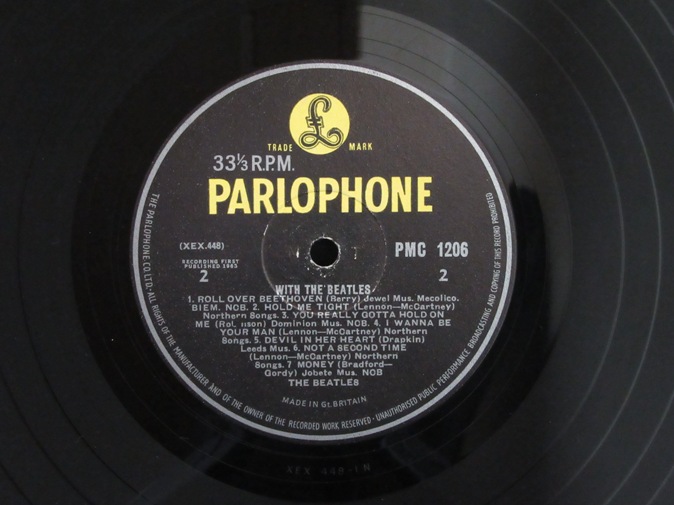 £
TRADE MARK
33⅓ R.P.M.
PARLOPHONE
(XEX.448)
PMC 1206
RECORDING FIRST
PUBLISHED 1963
2
2
WITH THE BEATLES
1. ROLL OVER BEETHOVEN (Berry) Jewel Mus. Mecolico.
BIEM. NCB. 2. HOLD ME TIGHT (Lennon—McCartney)
Northern Songs. 3. YOU REALLY GOTTA HOLD ON
ME Dominion Mus. NCB. 4. I WANNA BE
YOUR MAN (Lennon—McCartney) Northern
Songs. 5. DEVIL IN HER HEART (Drapkin)
Leeds Mus. 6. NOT A SECOND TIME
(Lennon—McCartney) Northern
Songs. 7 MONEY (Bradford—
Gordy) Jobete Mus. NCB
THE BEATLES
MADE IN Gt. BRITAIN
THE PARLOPHONE CO. LTD. ALL RIGHTS OF THE MANUFACTURER AND OF THE OWNER OF THE RECORDED WORK RESERVED · UNAUTHORISED PUBLIC PERFORMANCE BROADCASTING AND COPYING OF THIS RECORD PROHIBITED
XEX 448-1N